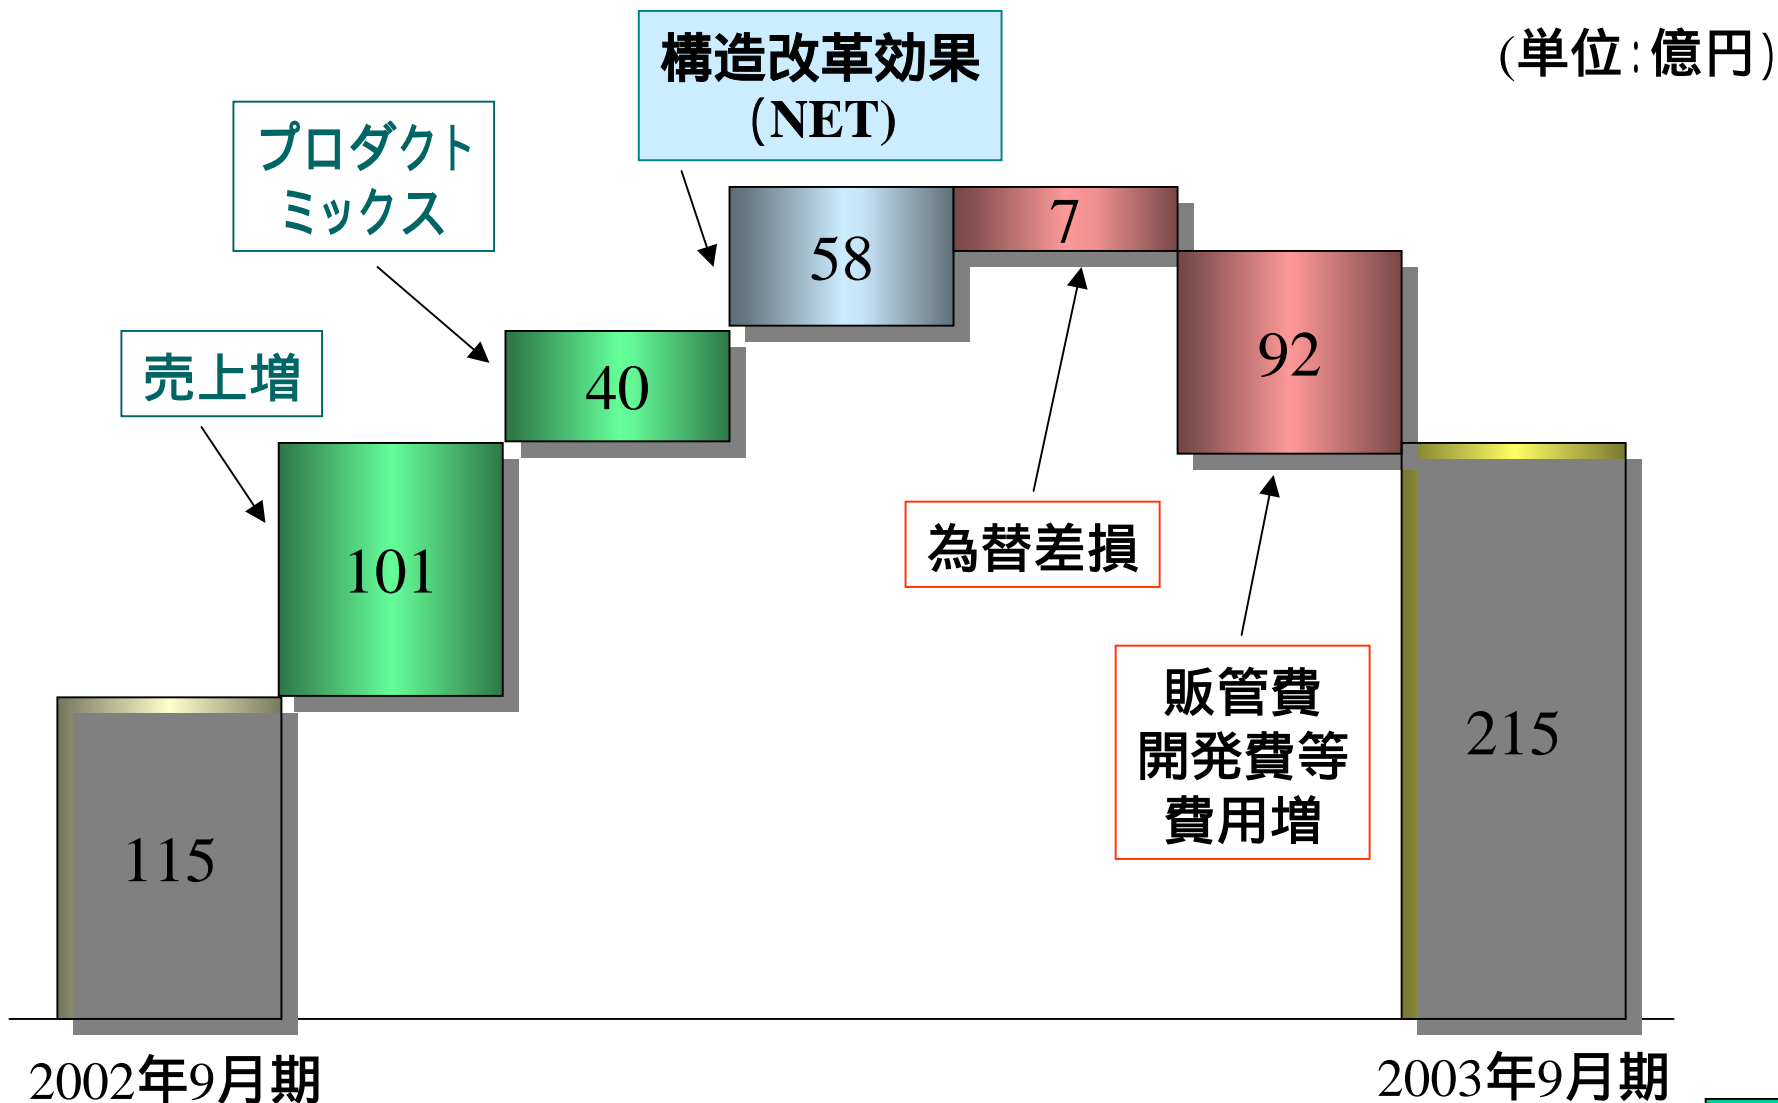 (単位:億円)
構造改革効果
(NET)
プロダクト
ミックス
売上増
58
7
92
40
101
為替差損
販管費
開発費等
費用増
215
115
2002年9月期
2003年9月期